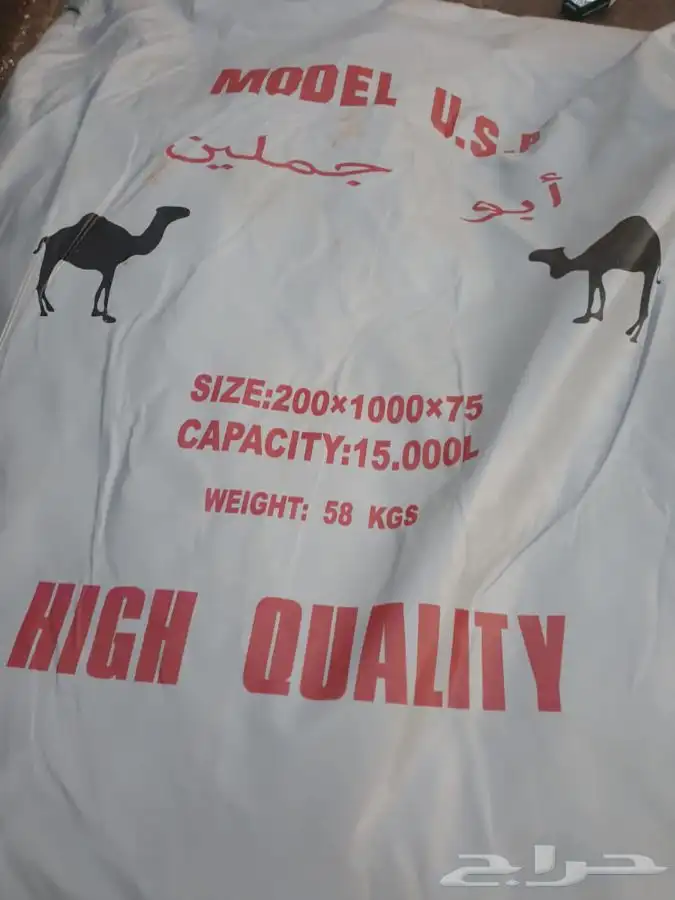 MODEL U.S
أبو جملين
SIZE:200×1000×75
CAPACITY:15.000L
WEIGHT: 58 KGS
HIGH QUALITY
حراج